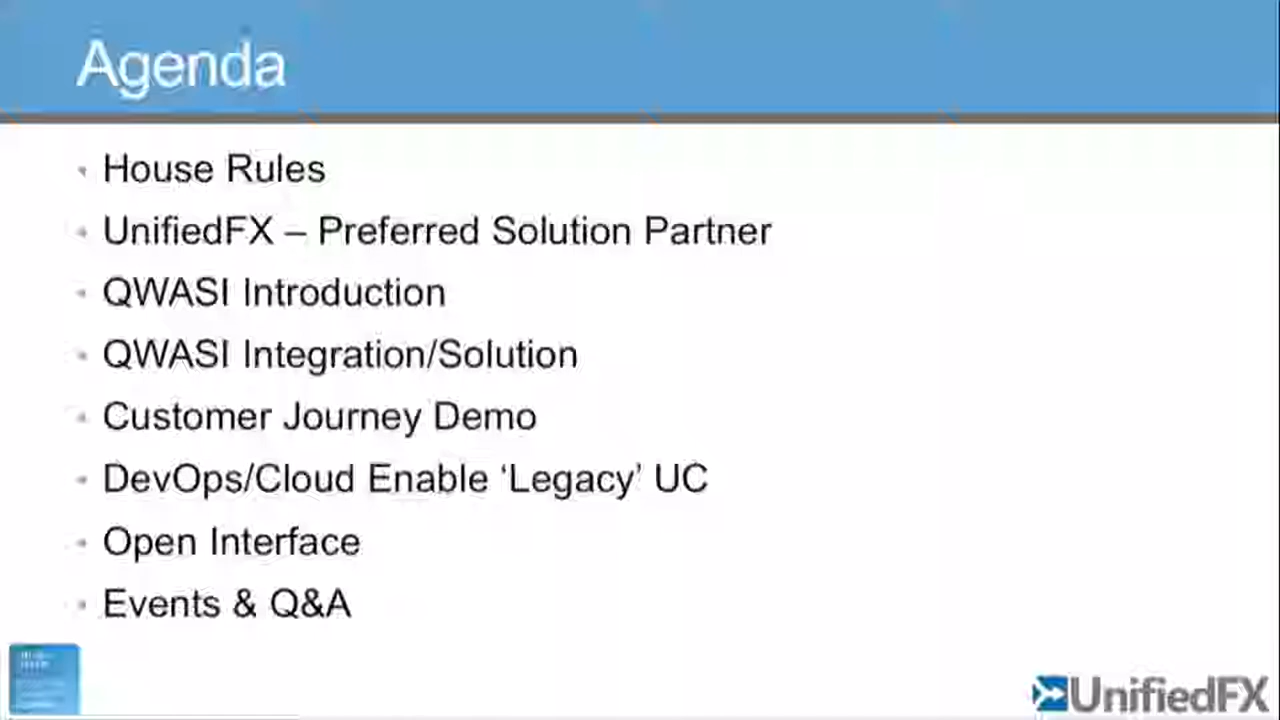 Agenda
House Rules
UnifiedFX – Preferred Solution Partner
QWASI Introduction
QWASI Integration/Solution
Customer Journey Demo
DevOps/Cloud Enable ‘Legacy’ UC
Open Interface
Events & Q&A
UnifiedFX